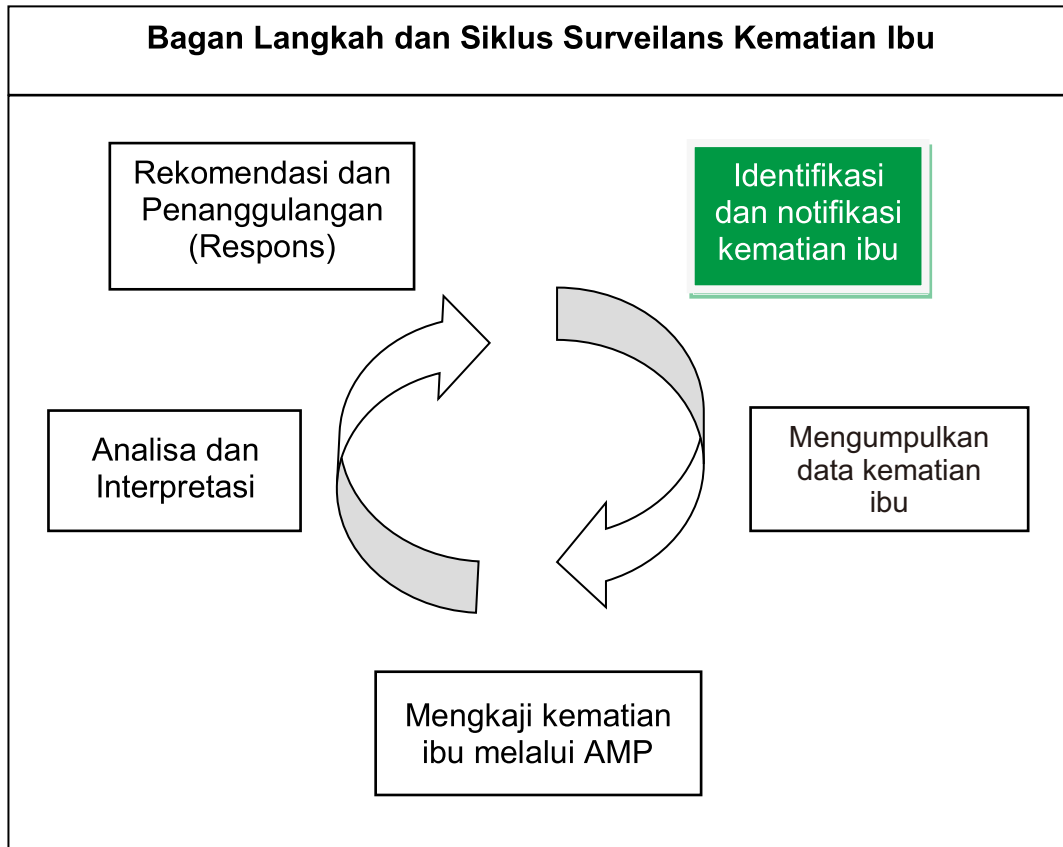 Bagan Langkah dan Siklus Surveilans Kematian Ibu
Rekomendasi dan
Penanggulangan
(Respons)
Identifikasi
dan notifikasi
kematian ibu
Analisa dan
Interpretasi
Mengumpulkan
data kematian
ibu
Mengkaji kematian
ibu melalui AMP